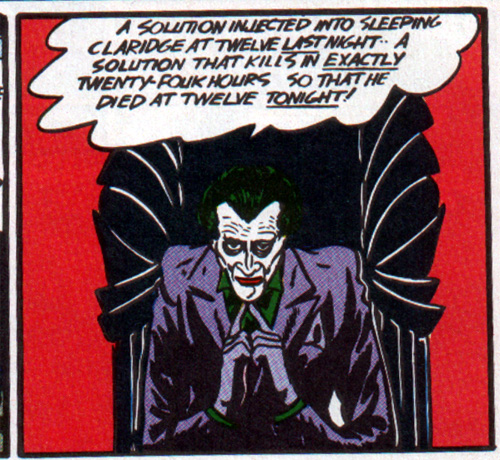 A SOLUTION INJECTED INTO SLEEPING
CLARIDGE AT TWELVE LAST NIGHT-- A
SOLUTION THAT KILLS IN EXACTLY
TWENTY-FOUR HOURS SO THAT HE
DIED AT TWELVE TONIGHT!